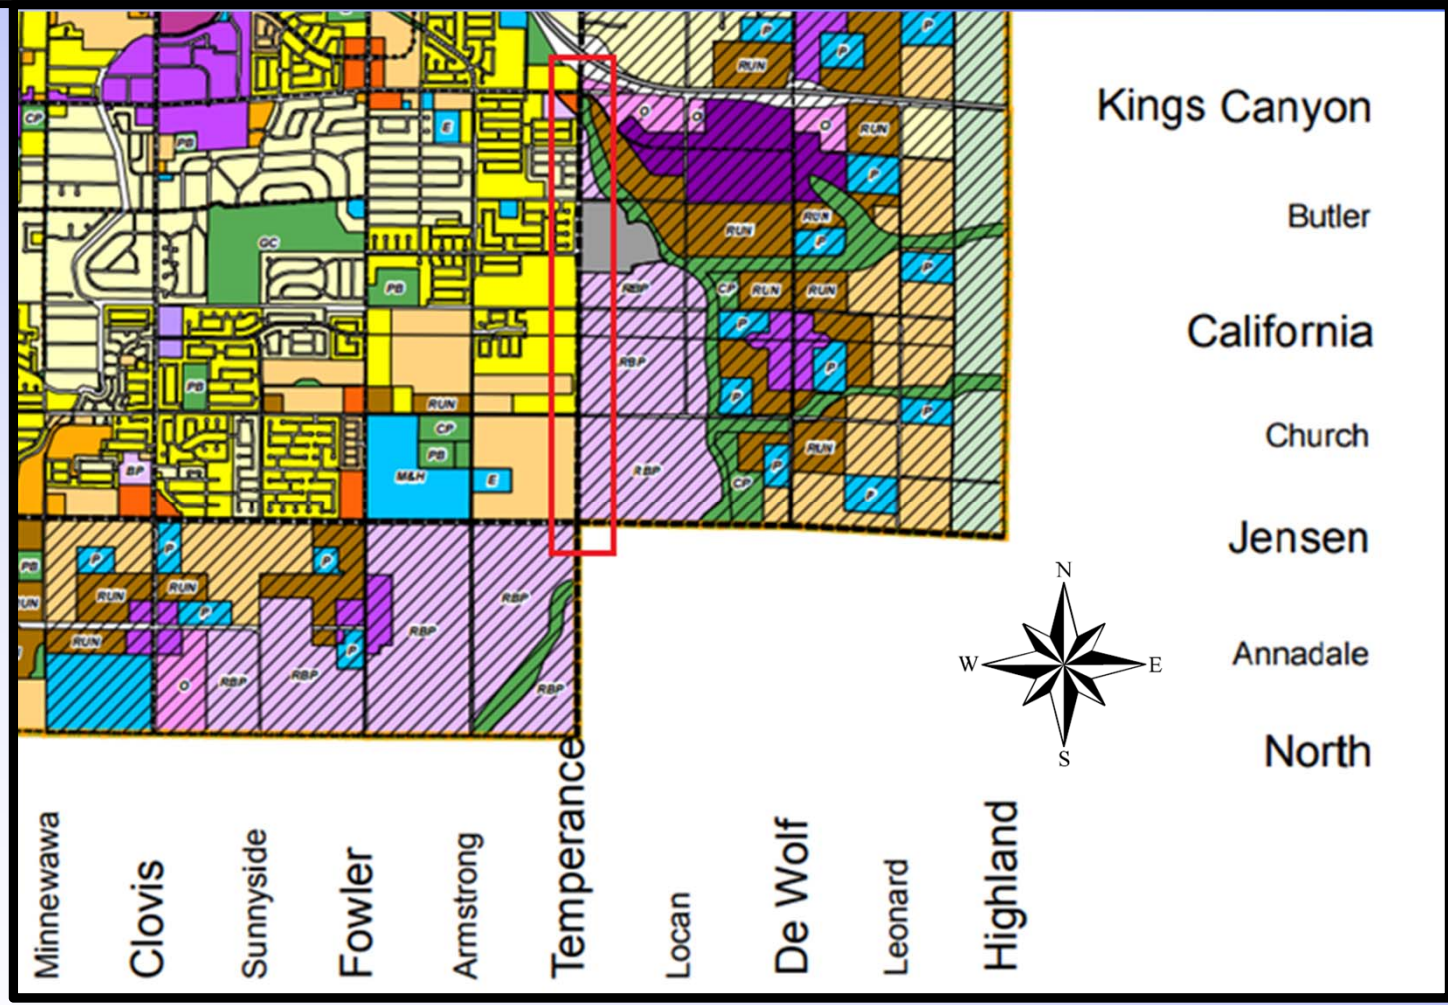 P
P
P
RUN
O
O
O
RUN
CP
E
PB
P
RUN
RUN
P
GC
P
PB
RBP
CP
RUN
RUN
P
RBP
P
PB
P
P
RUN
CP
RUN
PB
BP
M&H
E
RBP
P
CP
P
P
P
P
PB
RUN
RUN
P
RBP
RUN
RBP
P
RBP
O
RBP
RBP
Kings Canyon
Butler
California
Church
Jensen
Annadale
North
N
W
E
S
Minnewawa
Clovis
Sunnyside
Fowler
Armstrong
Temperance
Locan
De Wolf
Leonard
Highland